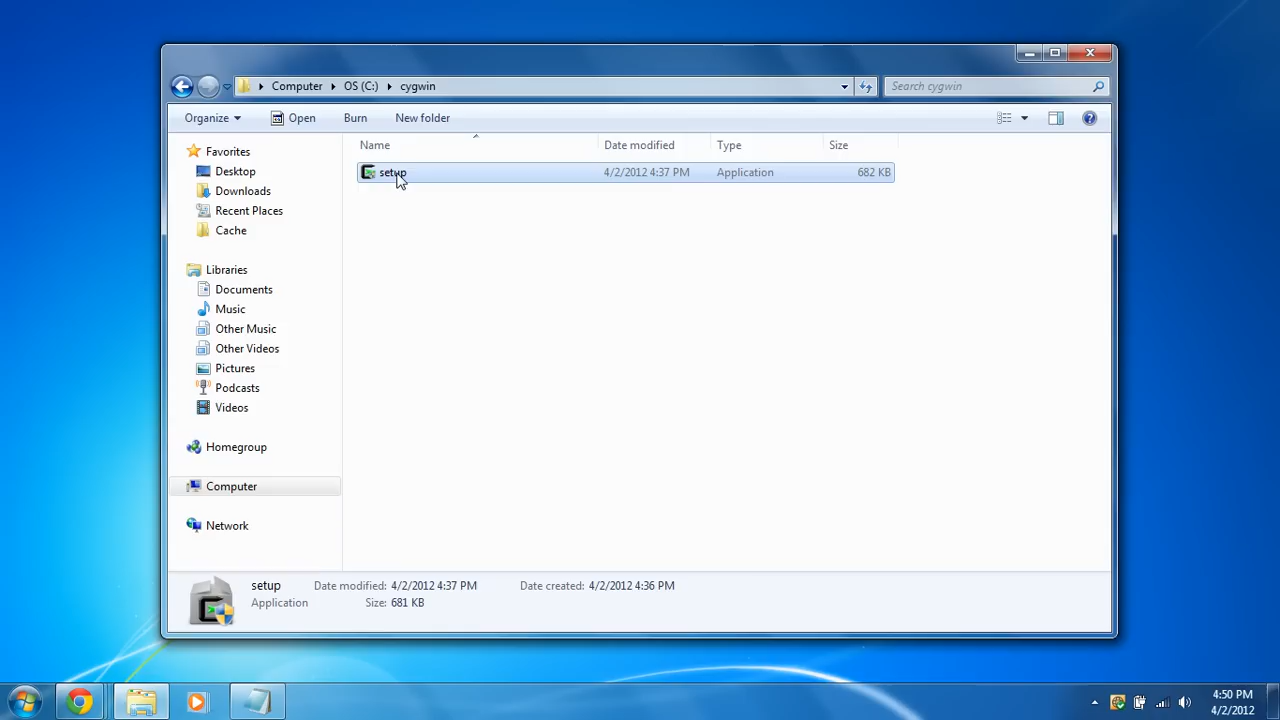 Computer OS (C:) cygwin Search cygwin
Organize Open Burn New folder
Name Date modified Type Size
setup 4/2/2012 4:37 PM Application 682 KB
Favorites
Desktop
Downloads
Recent Places
Cache
Libraries
Documents
Music
Other Music
Other Videos
Pictures
Podcasts
Videos
Homegroup
Computer
Network
setup Date modified: 4/2/2012 4:37 PM Date created: 4/2/2012 4:36 PM
Application Size: 681 KB
4:50 PM
4/2/2012